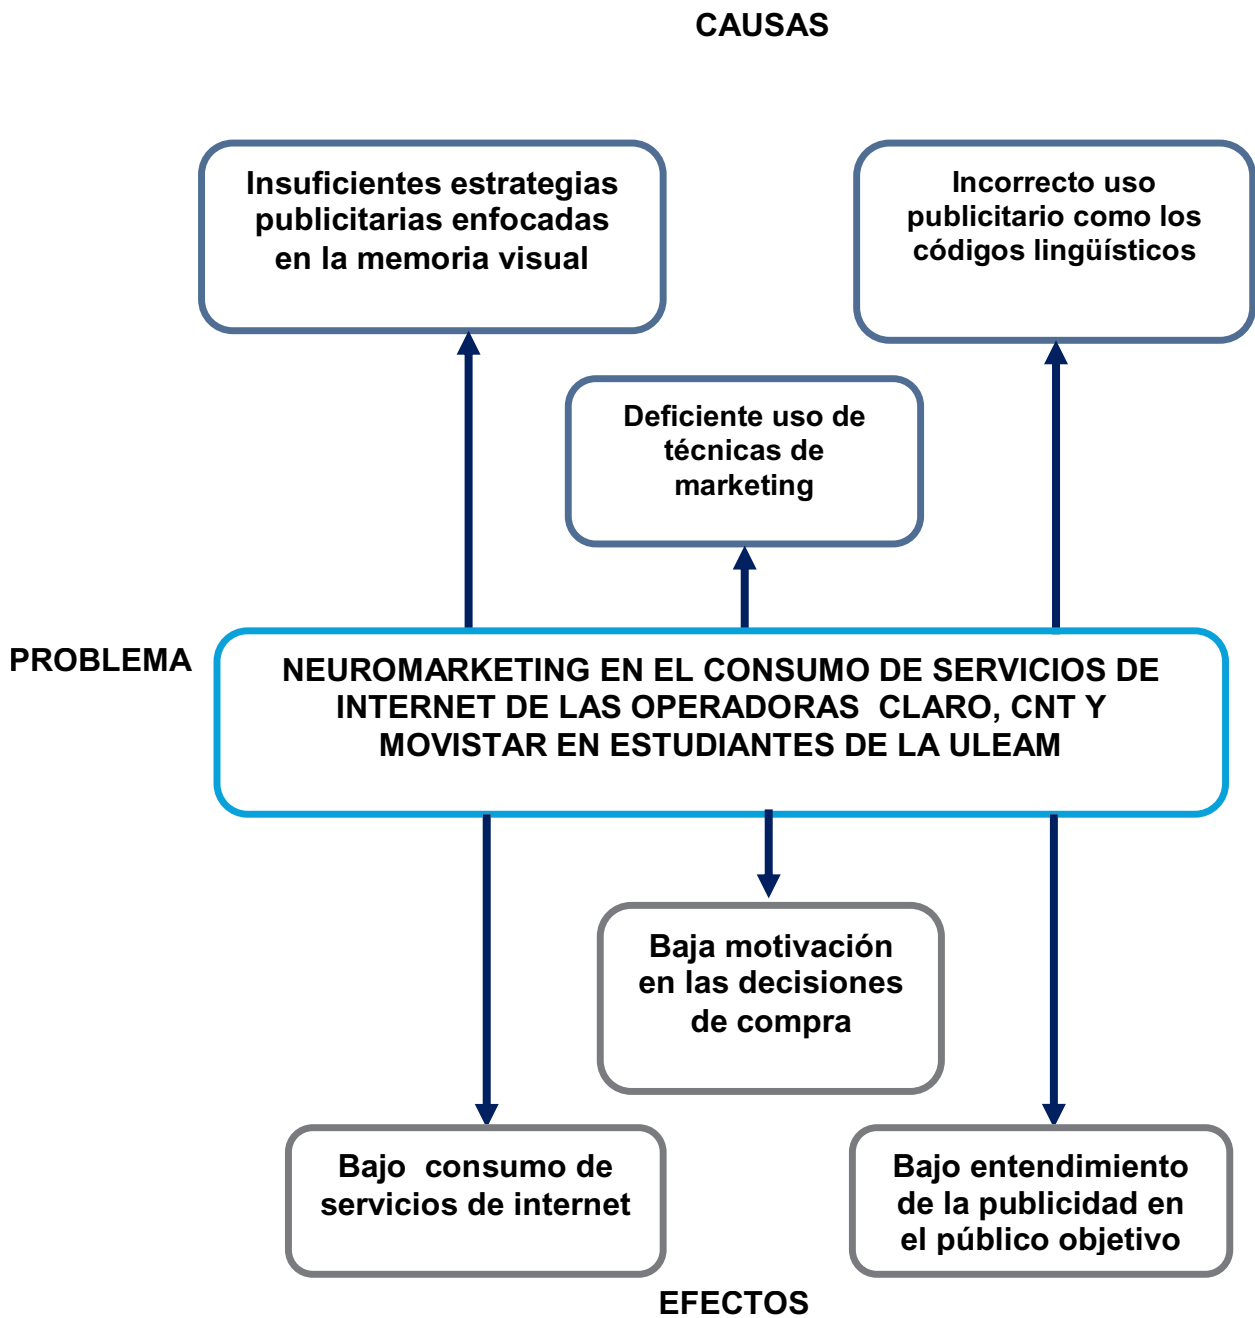 CAUSAS
Insuficientes estrategias
publicitarias enfocadas
en la memoria visual
Incorrecto uso
publicitario como los
códigos lingüísticos
Deficiente uso de
técnicas de
marketing
PROBLEMA
NEUROMARKETING EN EL CONSUMO DE SERVICIOS DE
INTERNET DE LAS OPERADORAS  CLARO, CNT Y
MOVISTAR EN ESTUDIANTES DE LA ULEAM
Baja motivación
en las decisiones
de compra
Bajo  consumo de
servicios de internet
Bajo entendimiento
de la publicidad en
el público objetivo
EFECTOS